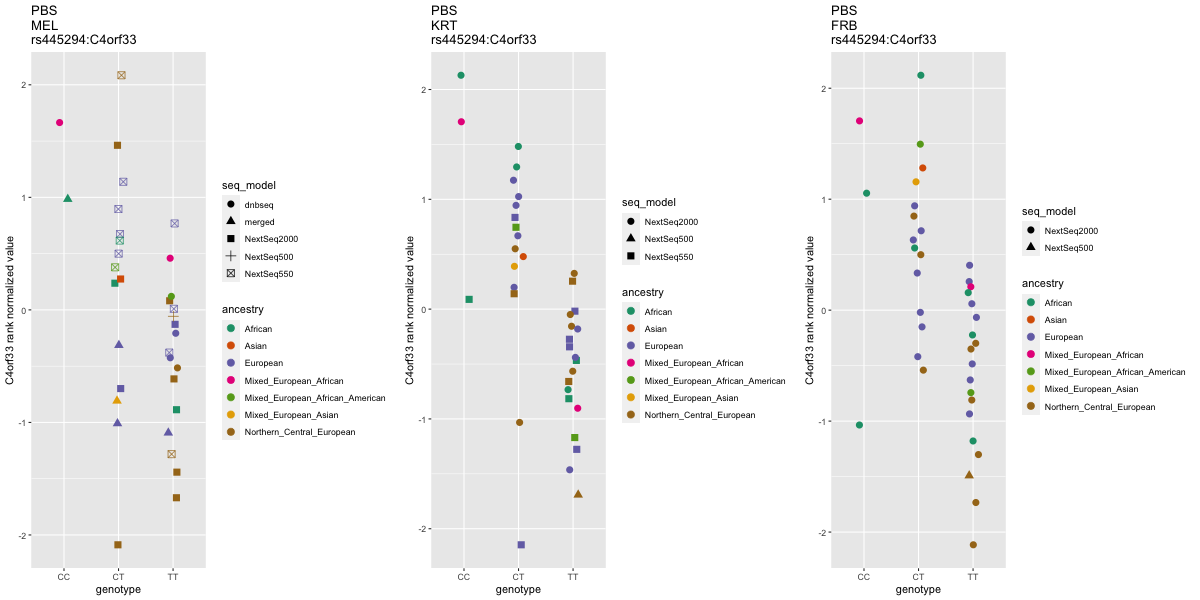 PBS
MEL
rs445294:C4orf33
C4orf33 rank normalized value
2
1
0
-1
-2
CC
CT
TT
genotype
seq_model
dnbseq
merged
NextSeq2000
NextSeq500
NextSeq550
ancestry
African
Asian
European
Mixed_European_African
Mixed_European_African_American
Mixed_European_Asian
Northern_Central_European
PBS
KRT
rs445294:C4orf33
C4orf33 rank normalized value
2
1
0
-1
-2
CC
CT
TT
genotype
seq_model
NextSeq2000
NextSeq500
NextSeq550
ancestry
African
Asian
European
Mixed_European_African
Mixed_European_African_American
Mixed_European_Asian
Northern_Central_European
PBS
FRB
rs445294:C4orf33
C4orf33 rank normalized value
2
1
0
-1
-2
CC
CT
TT
genotype
seq_model
NextSeq2000
NextSeq500
ancestry
African
Asian
European
Mixed_European_African
Mixed_European_African_American
Mixed_European_Asian
Northern_Central_European